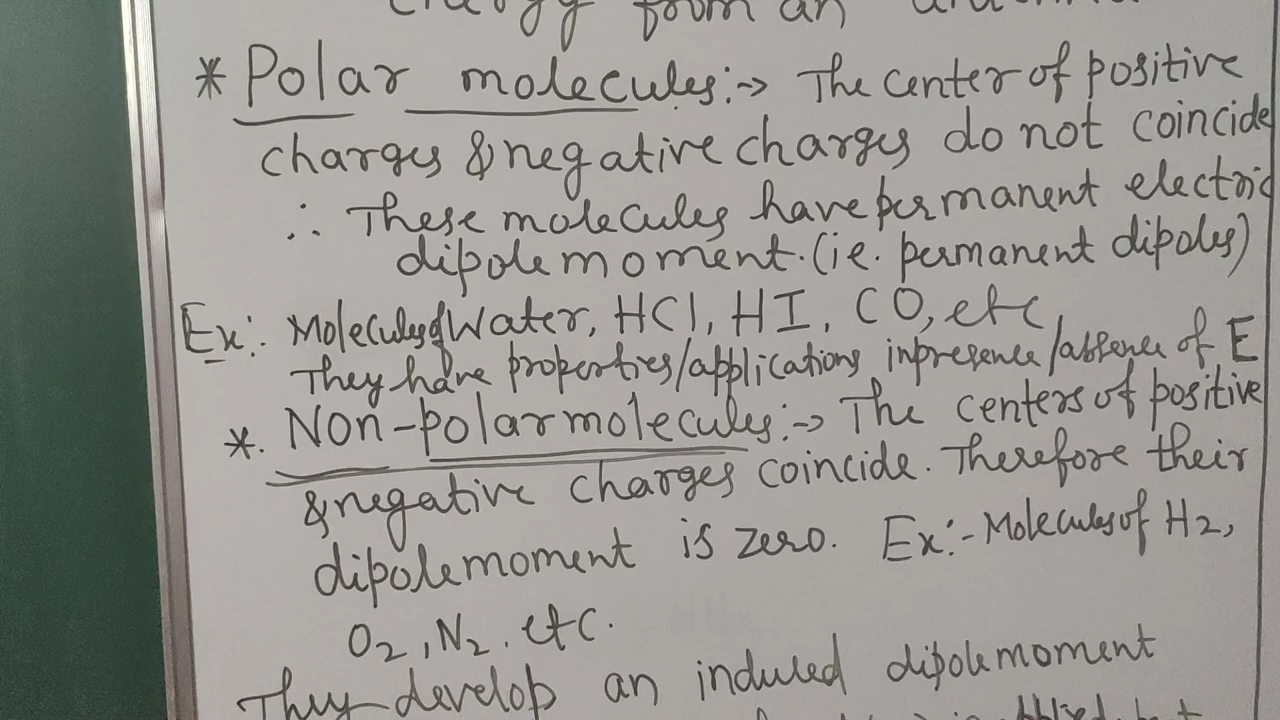 from an
* Polar molecules:→ The center of positive
charges & negative charges do not coincide
∴ These molecules have permanent electric
dipole moment. (ie. permanent dipoles)
Ex:- Molecules of Water, HCl, HI, CO, etc
They have properties/applications in presence/absence of E
*. Non-polar molecules:→ The centers of positive
& negative charges coincide. Therefore their
dipole moment is zero. Ex:- Molecules of H2,
O2, N2, etc.
They develop an induced dipole moment